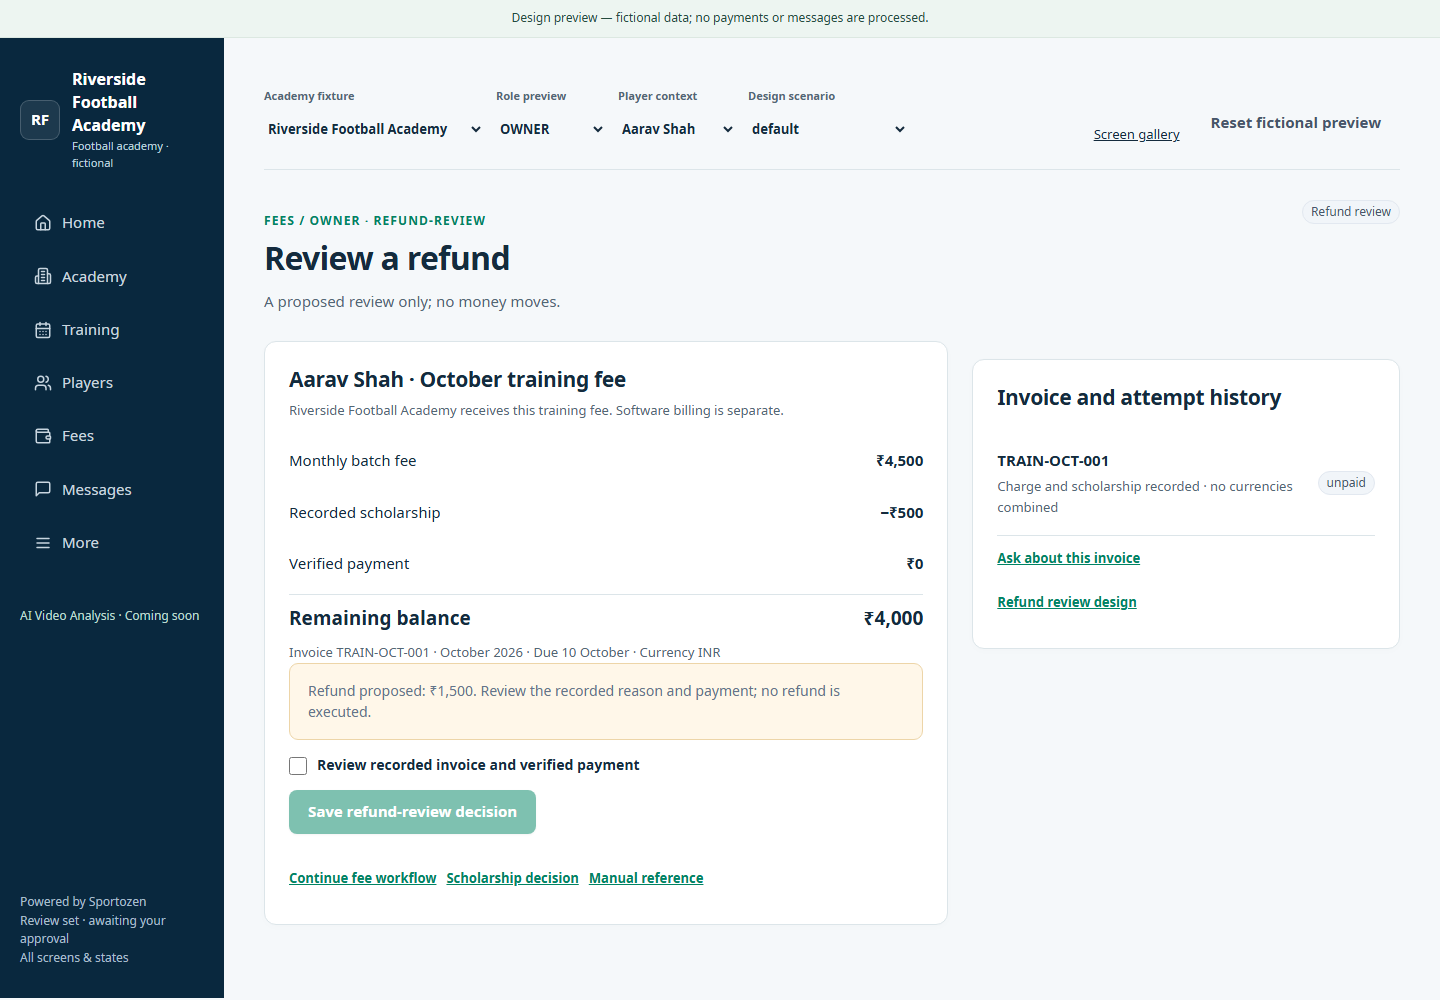 Design preview — fictional data; no payments or messages are processed.
RF
Riverside
Football
Academy
Football academy ·
fictional
Home
Academy
Training
Players
Fees
Messages
More
AI Video Analysis · Coming soon
Powered by Sportozen
Review set · awaiting your
approval
All screens & states
Academy fixture
Riverside Football Academy
Role preview
OWNER
Player context
Aarav Shah
Design scenario
default
Screen gallery
Reset fictional preview
FEES / OWNER · REFUND-REVIEW
Refund review
Review a refund
A proposed review only; no money moves.
Aarav Shah · October training fee
Riverside Football Academy receives this training fee. Software billing is separate.
Monthly batch fee ₹4,500
Recorded scholarship −₹500
Verified payment ₹0
Remaining balance ₹4,000
Invoice TRAIN-OCT-001 · October 2026 · Due 10 October · Currency INR
Refund proposed: ₹1,500. Review the recorded reason and payment; no refund is
executed.
Review recorded invoice and verified payment
Save refund-review decision
Continue fee workflow Scholarship decision Manual reference
Invoice and attempt history
TRAIN-OCT-001
Charge and scholarship recorded · no currencies
combined
unpaid
Ask about this invoice
Refund review design